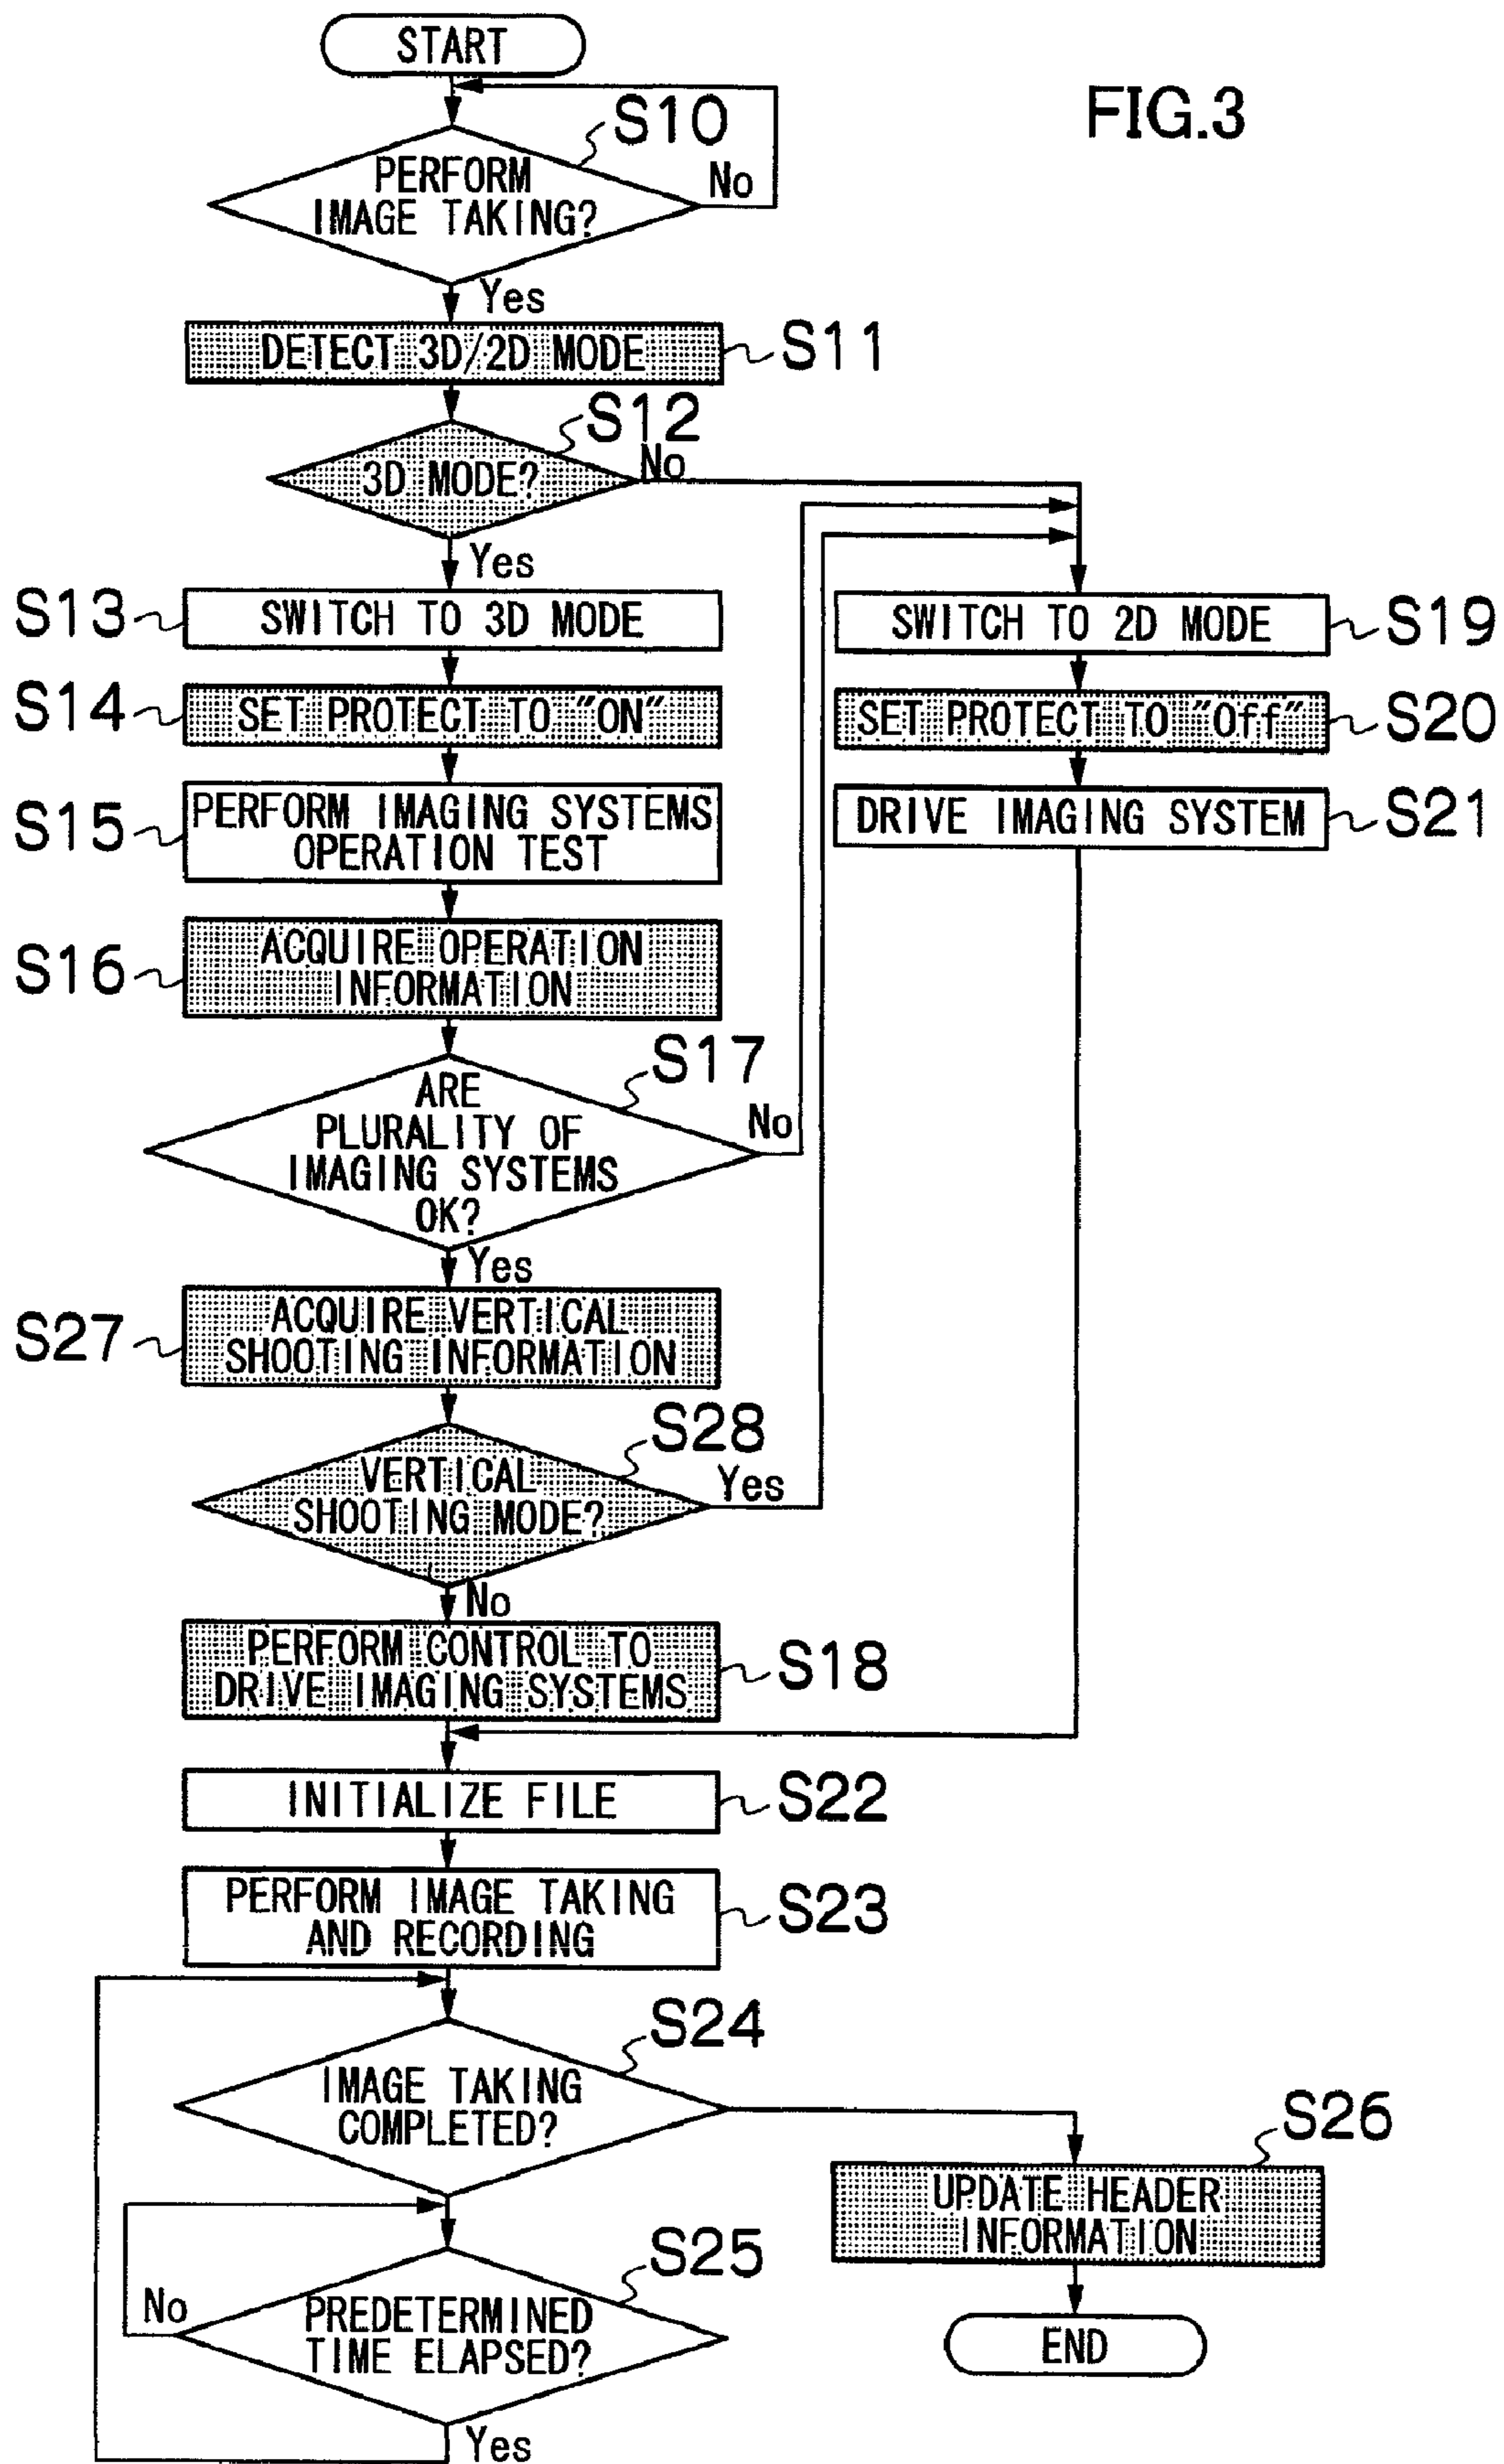 START
FIG.3
S10
PERFORM
IMAGE TAKING?
No
Yes
DETECT 3D/2D MODE
S11
S12
3D MODE?
No
Yes
S13
SWITCH TO 3D MODE
SWITCH TO 2D MODE
S19
S14
SET PROTECT TO "ON"
SET PROTECT TO "Off"
S20
S15
PERFORM IMAGING SYSTEMS
OPERATION TEST
DRIVE IMAGING SYSTEM
S21
S16
ACQUIRE OPERATION
INFORMATION
S17
ARE
PLURALITY OF
IMAGING SYSTEMS
OK?
No
Yes
S27
ACQUIRE VERTICAL
SHOOTING INFORMATION
S28
VERTICAL
SHOOTING MODE?
Yes
No
PERFORM CONTROL TO
DRIVE IMAGING SYSTEMS
S18
INITIALIZE FILE
S22
PERFORM IMAGE TAKING
AND RECORDING
S23
S24
IMAGE TAKING
COMPLETED?
S26
UPDATE HEADER
INFORMATION
S25
No
PREDETERMINED
TIME ELAPSED?
END
Yes